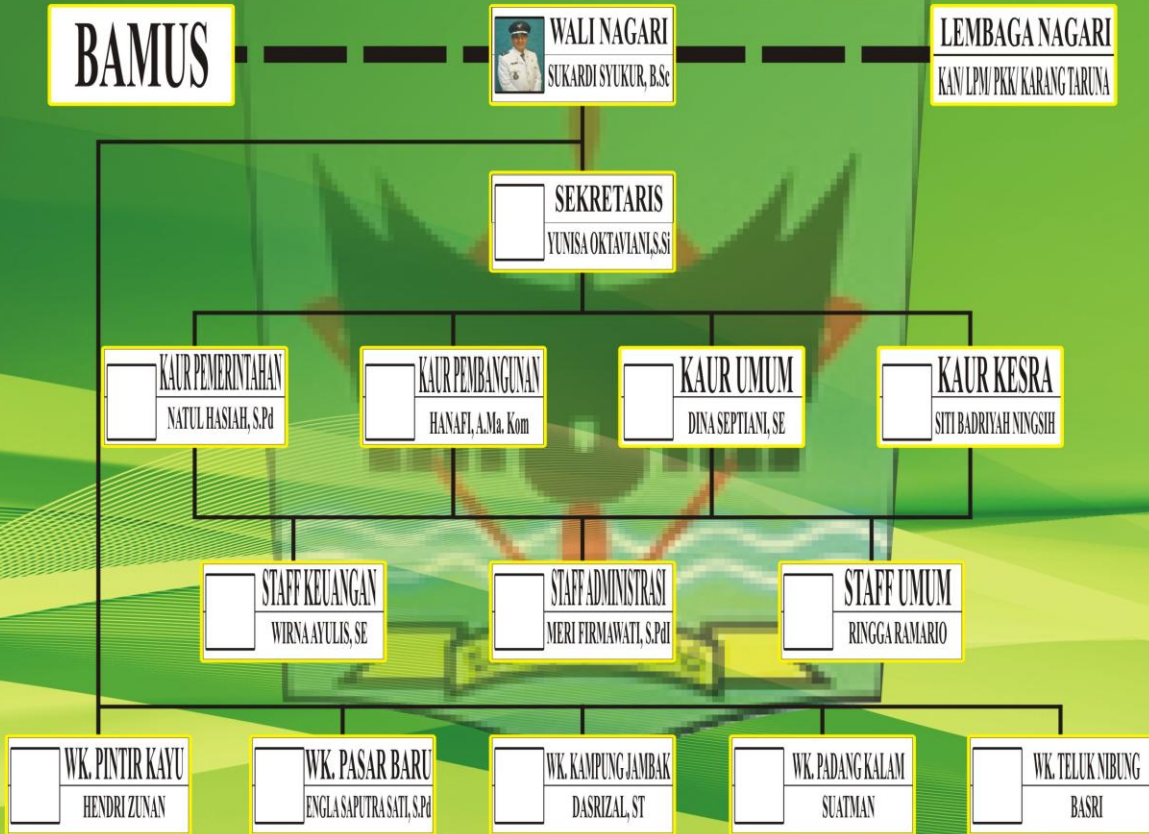 BAMUS
WALI NAGARI
SUKARDI SYUKUR, B.Sc
LEMBAGA NAGARI
KAN/ LPM/ PKK/ KARANG TARUNA
SEKRETARIS
YUNISA OKTAVIANI,S.Si
KAUR PEMERINTAHAN
NATUL HASIAH, S.Pd
KAUR PEMBANGUNAN
HANAFI, A.Ma. Kom
KAUR UMUM
DINA SEPTIANI, SE
KAUR KESRA
SITI BADRIYAH NINGSIH
STAFF KEUANGAN
WIRNA AYULIS, SE
STAFF ADMINISTRASI
MERI FIRMAWATI, S.PdI
STAFF UMUM
RINGGA RAMARIO
WK. PINTIR KAYU
HENDRI ZUNAN
WK. PASAR BARU
ENGLA SAPUTRA SATI, S.Pd
WK. KAMPUNG JAMBAK
DASRIZAL, ST
WK. PADANG KALAM
SUATMAN
WK. TELUK NIBUNG
BASRI